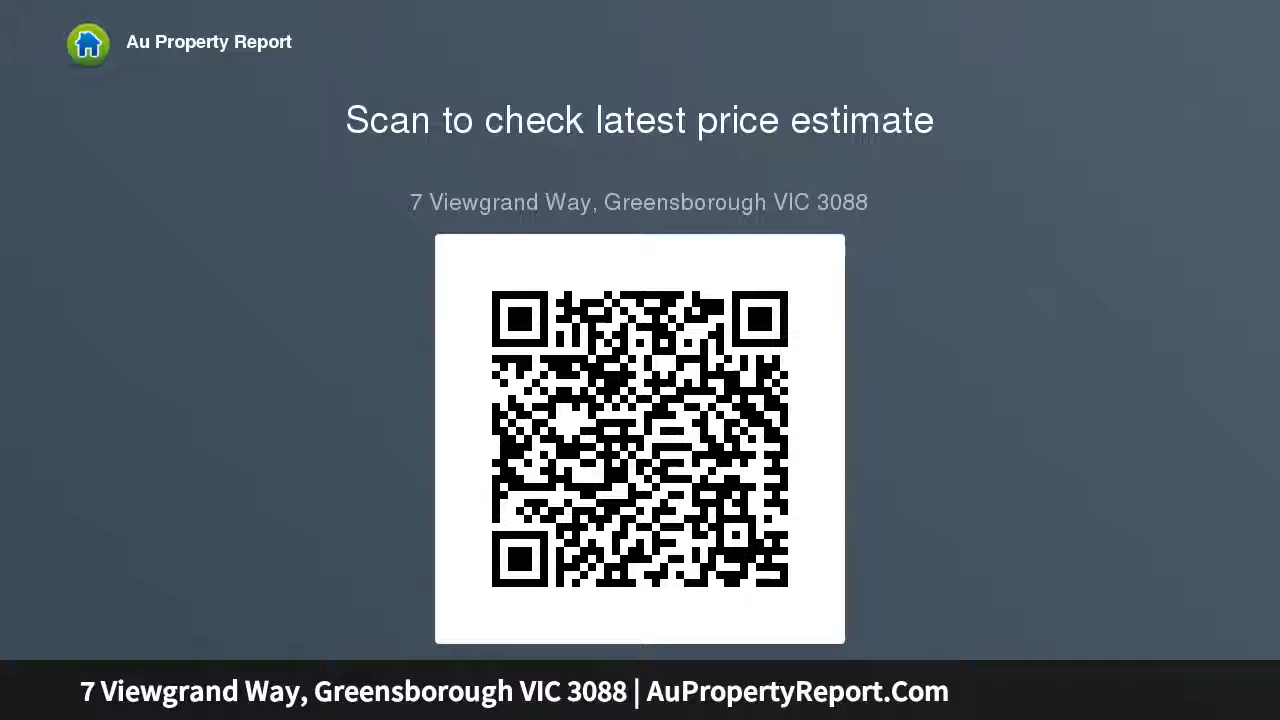 Au Property Report
Scan to check latest price estimate
7 Viewgrand Way, Greensborough VIC 3088
7 Viewgrand Way, Greensborough VIC 3088 | AuPropertyReport.Com